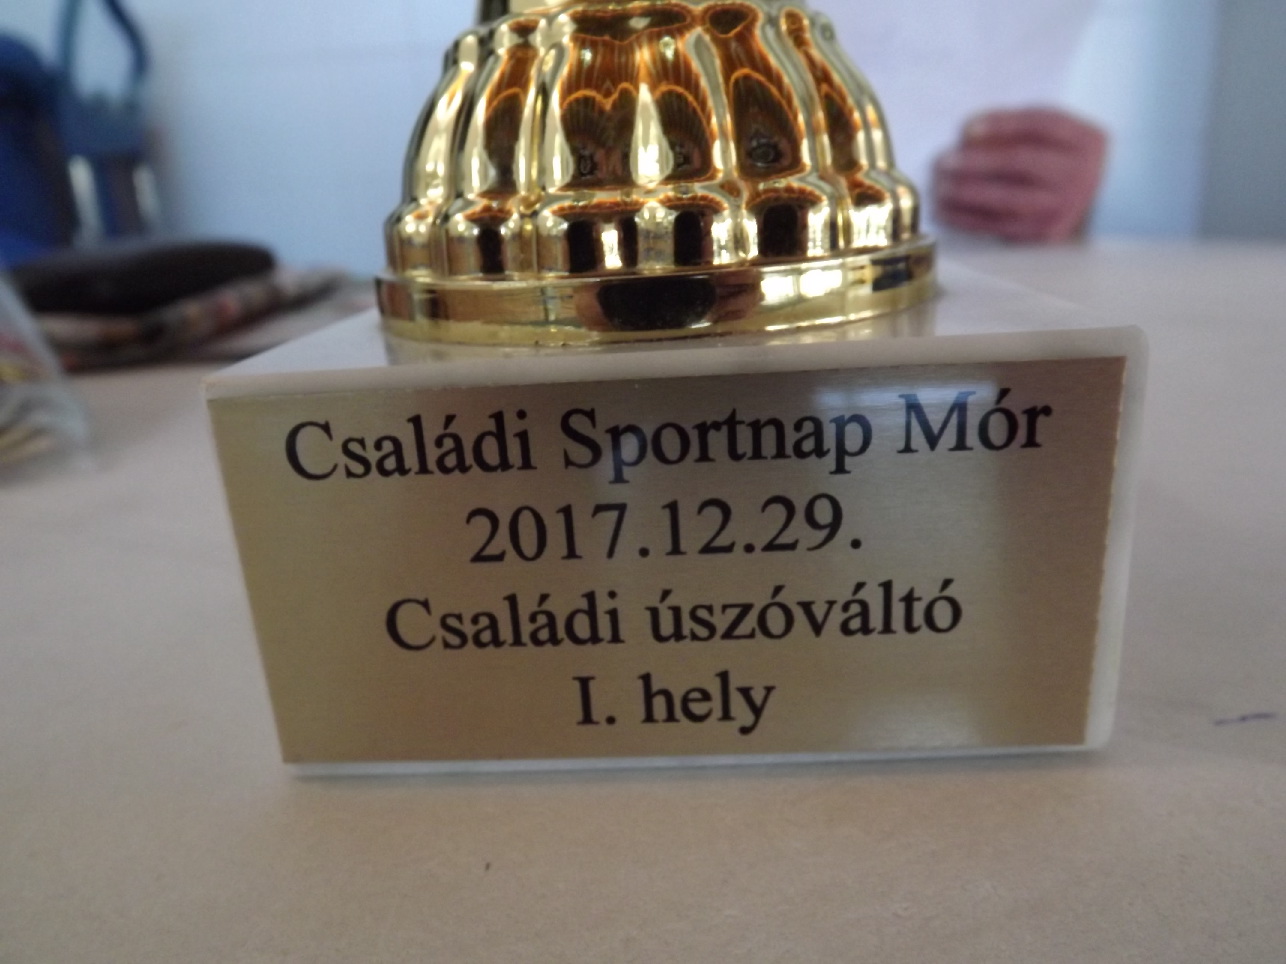 Családi Sportnap Mór
2017.12.29.
Családi úszóváltó
I. hely